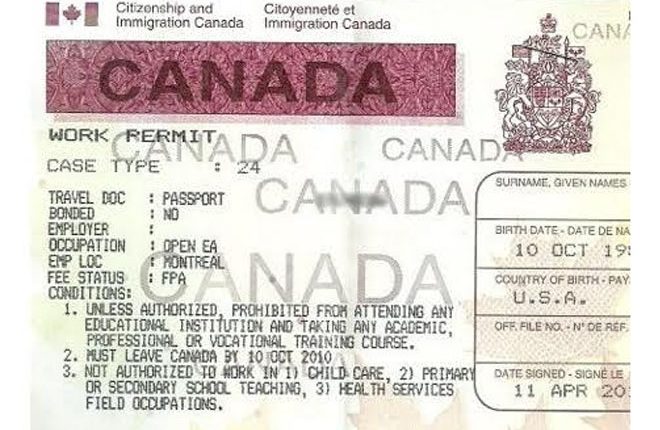 Citizenship and Citoyenneté et
Immigration Canada Immigration Canada
CANADA
CANADA
WORK PERMIT
CANADA CANADA
CASE TYPE : 24
CANADA
TRAVEL DOC : PASSPORT
BONDED : NO
EMPLOYER :
OCCUPATION : OPEN EA
EMP LOC : MONTREAL
FEE STATUS : FPA
CANADA
CONDITIONS:
1. UNLESS AUTHORIZED, PROHIBITED FROM ATTENDING ANY
EDUCATIONAL INSTITUTION AND TAKING ANY ACADEMIC,
PROFESSIONAL OR VOCATIONAL TRAINING COURSE.
2. MUST LEAVE CANADA BY 10 OCT 2010
3. NOT AUTHORIZED TO WORK IN 1) CHILD CARE, 2) PRIMARY
OR SECONDARY SCHOOL TEACHING, 3) HEALTH SERVICES
FIELD OCCUPATIONS.
SURNAME, GIVEN NAMES
BIRTH DATE - DATE DE NA
10 OCT 19
COUNTRY OF BIRTH - PAY
U.S.A.
OFF. FILE NO. - N° DE RÉF.
DATE SIGNED - SIGNÉ LE
11 APR 20